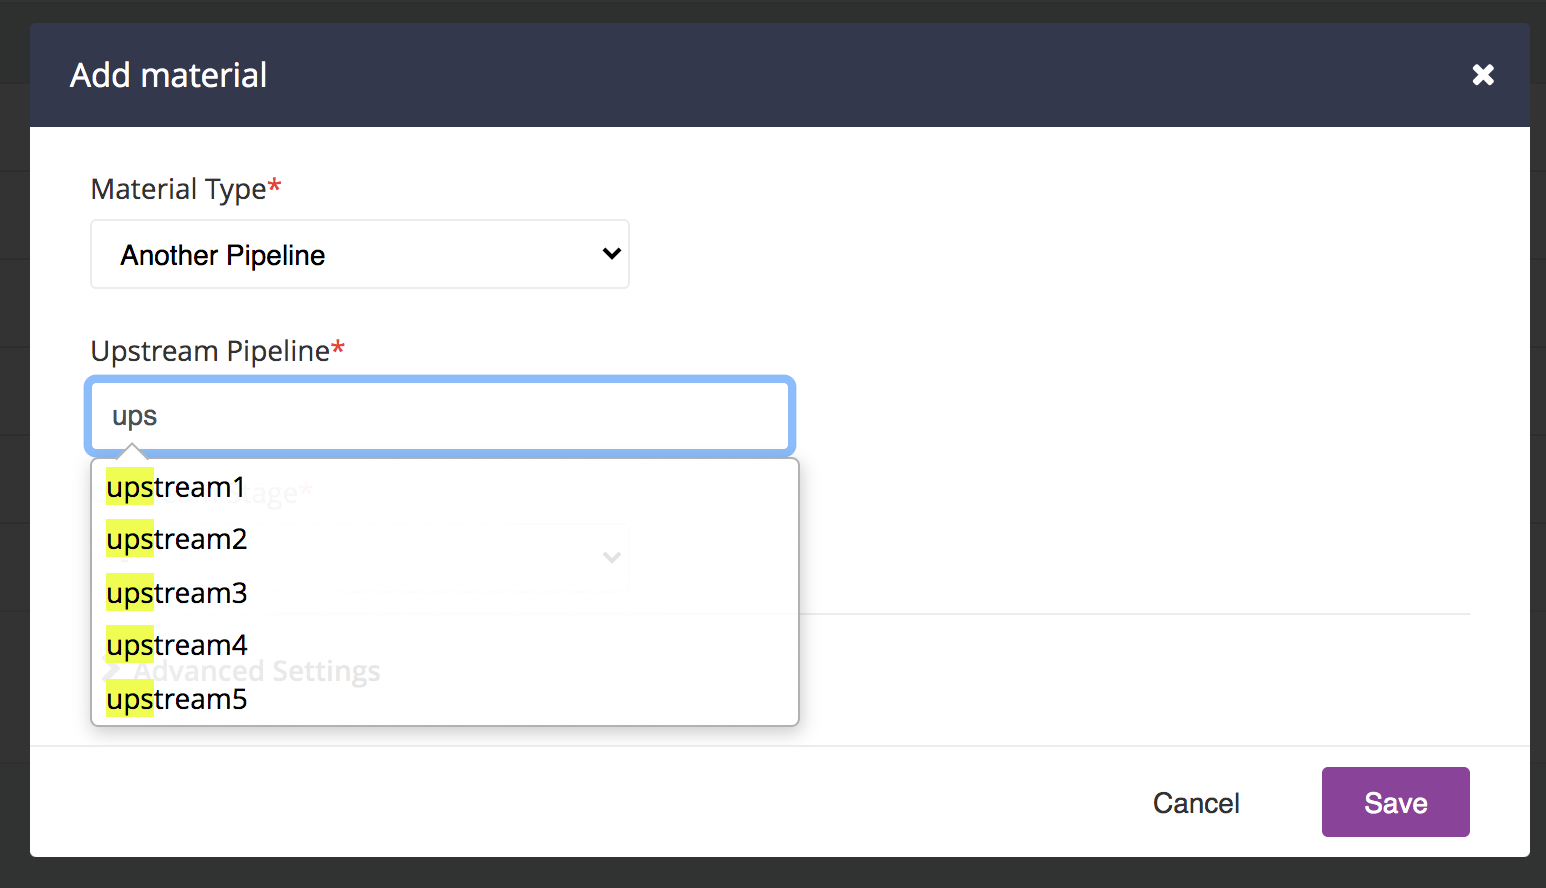 Add material
Material Type*
Another Pipeline
Upstream Pipeline*
ups
upstream1
upstream2
upstream3
upstream4
Advanced Settings
upstream5
Cancel
Save